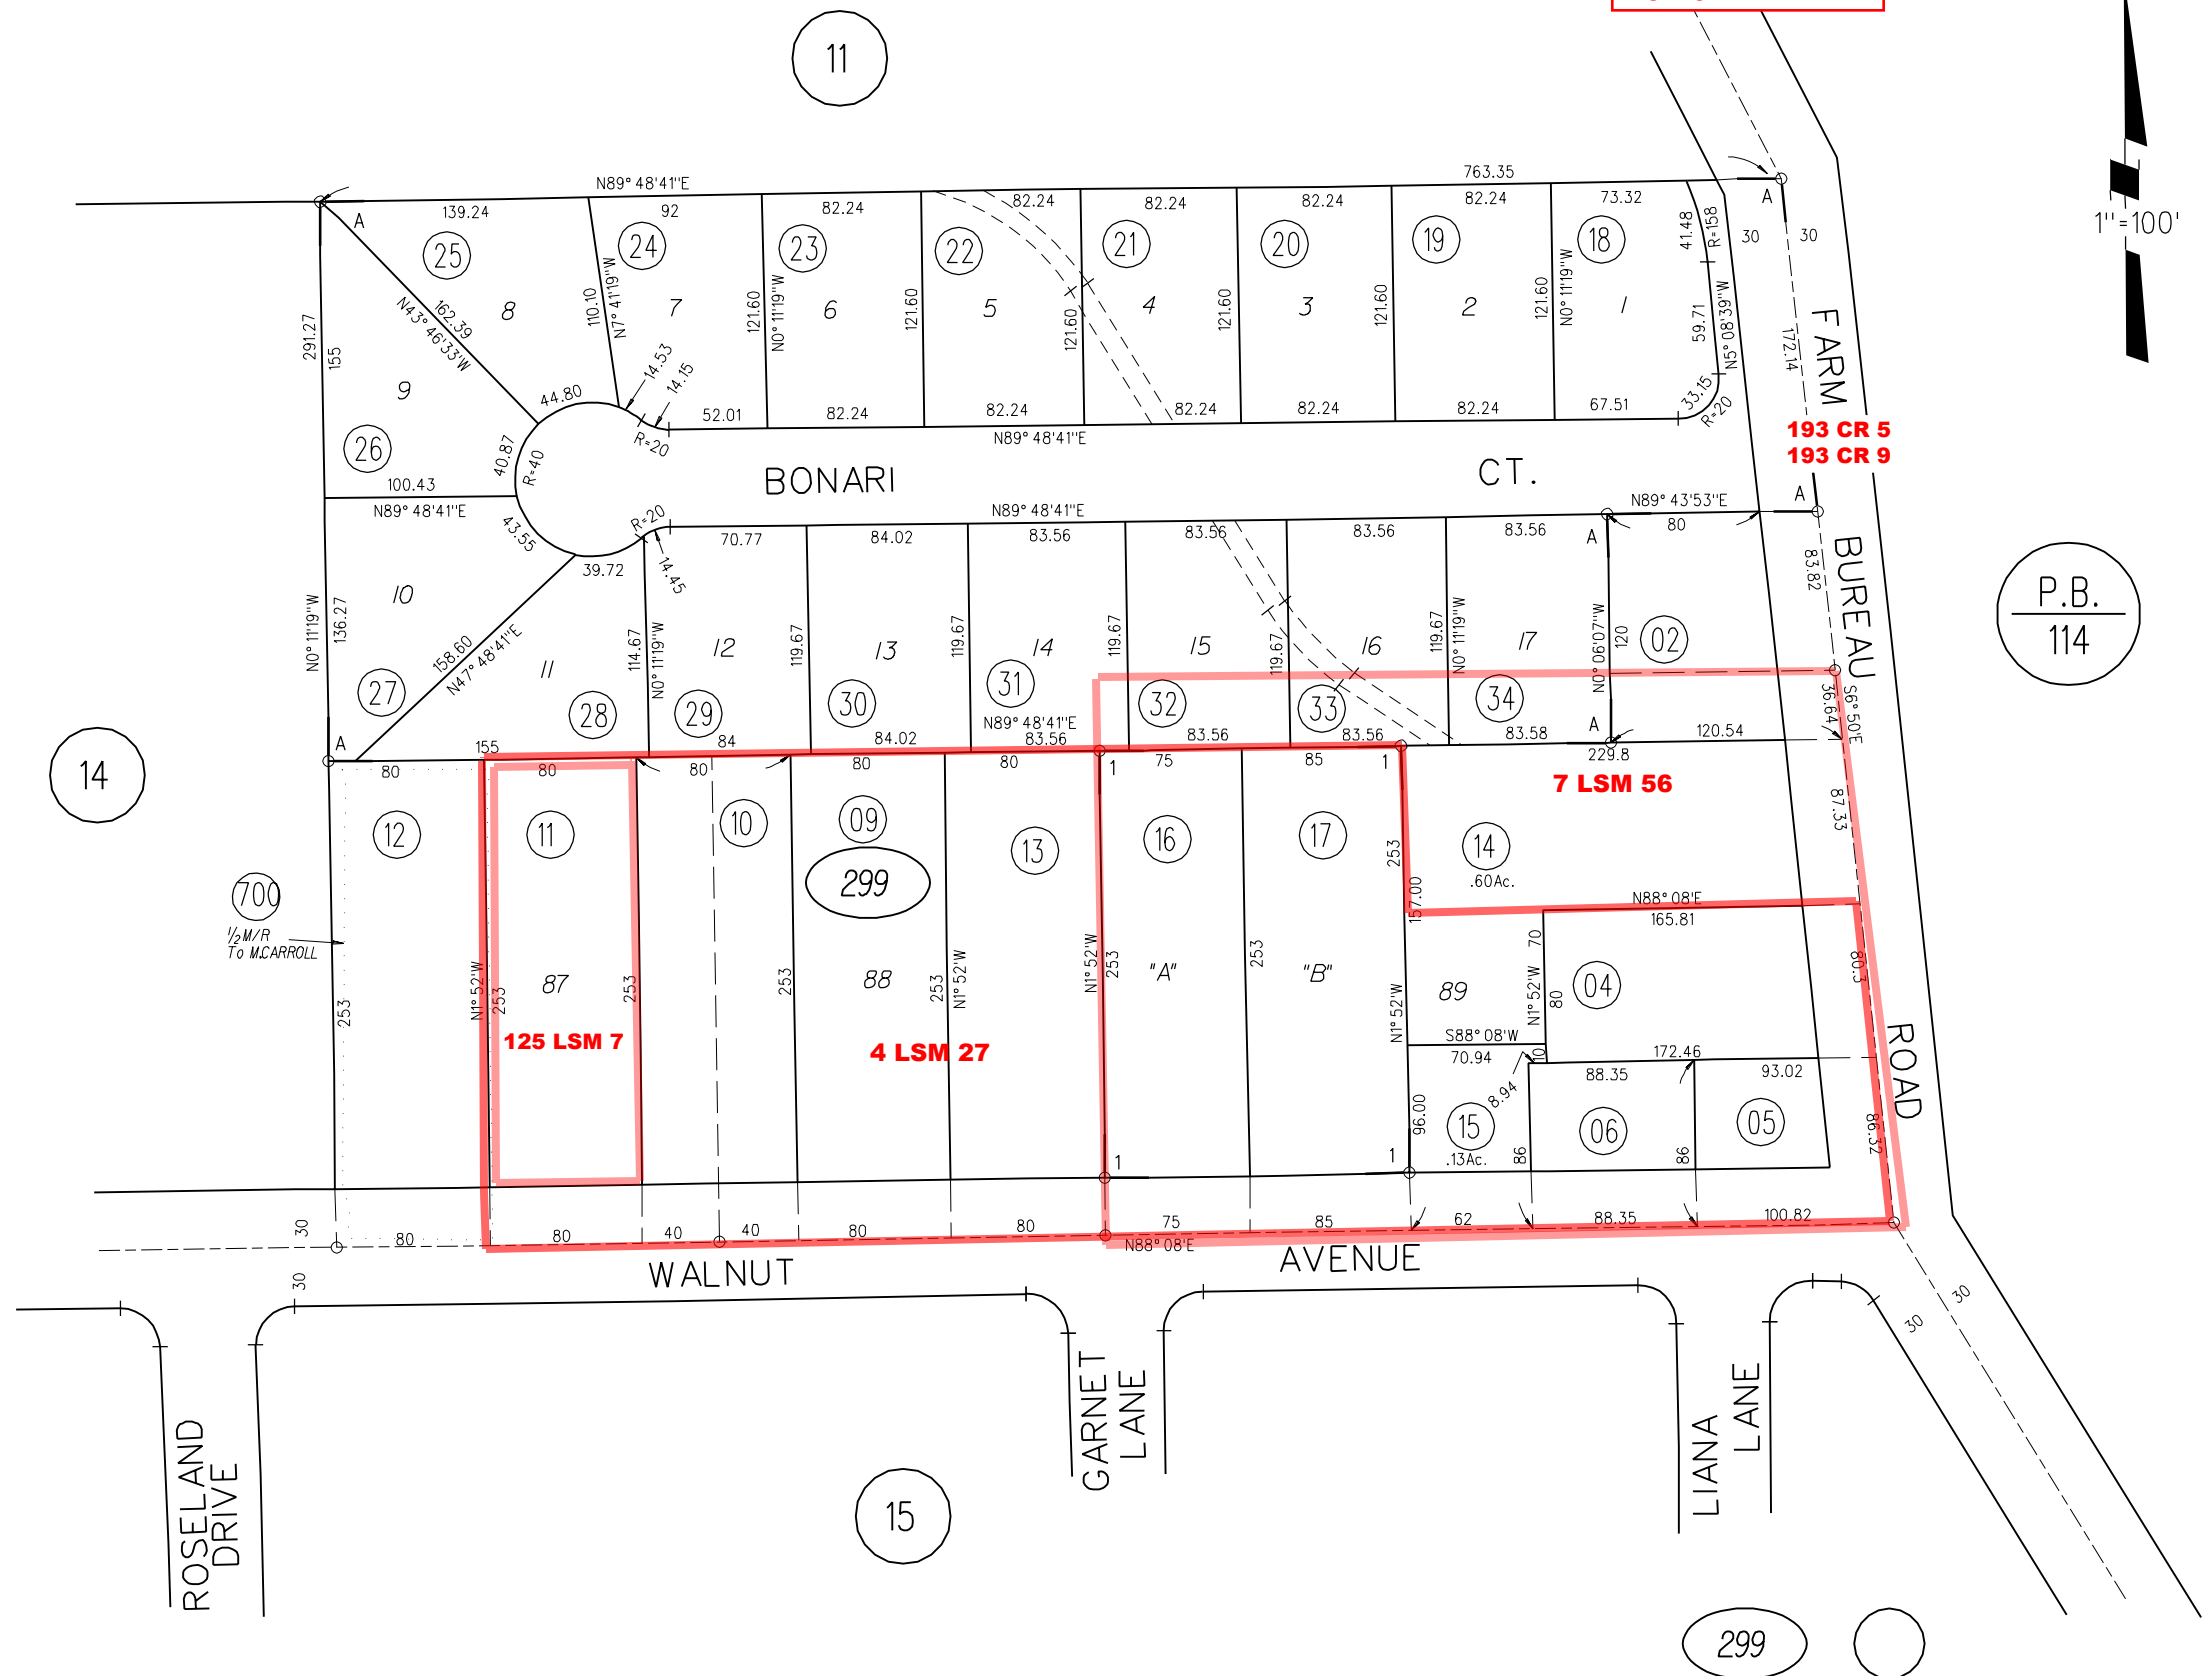 11
N89° 48'41"E
763.35
139.24
92
82.24
82.24
82.24
82.24
82.24
73.32
A
A
25
24
23
22
21
20
19
18
41.48
R=158
30
30
1"=100'
291.27
155
162.39
N43° 46'33"W
8
110.10
N7° 41'19"W
7
121.60
N0° 11'19"W
6
121.60
5
121.60
4
121.60
3
121.60
2
121.60
N0° 11'19"W
1
59.71
N5° 08'39"W
172.14
FARM
9
14.53
14.15
44.80
52.01
82.24
82.24
82.24
82.24
82.24
67.51
33.15
R=20
R=20
N89° 48'41"E
193 CR 5
193 CR 9
26
40.87
R=40
100.43
N89° 48'41"E
BONARI
CT.
A
N89° 43'53"E
80
43.55
R=20
N89° 48'41"E
70.77
84.02
83.56
83.56
83.56
83.56
A
39.72
14.45
83.82
BUREAU
P.B.
114
10
N0° 11'19"W
136.27
158.60
N47° 48'41"E
11
114.67
N0° 11'19"W
12
119.67
13
119.67
14
119.67
15
119.67
16
119.67
N0° 11'19"W
17
N0° 06'07"W
120
02
27
28
29
30
31
32
33
34
36.64
S6° 50'E
A
155
84
84.02
N89° 48'41"E
83.56
83.56
83.56
83.58
A
229.8
120.54
14
80
80
80
80
80
75
85
1
1
7 LSM 56
87.33
12
11
10
09
13
16
17
253
14
.60Ac.
299
700
½M/R
To M.CARROLL
157.00
N88° 08'E
165.81
253
N1° 52'W
253
87
253
253
88
253
N1° 52'W
N1° 52'W
253
"A"
253
"B"
N1° 52'W
89
70
N1° 52'W
80
04
80.3
125 LSM 7
4 LSM 27
S88° 08'W
70.94
10
172.46
88.35
93.02
8.94
ROAD
96.00
15
.13Ac.
86
06
86
05
86.32
1
1
30
80
80
40
40
80
80
75
85
62
88.35
100.82
N88° 08'E
WALNUT
AVENUE
30
30
30
ROSELAND
DRIVE
GARNET
LANE
LIANA
LANE
15
299